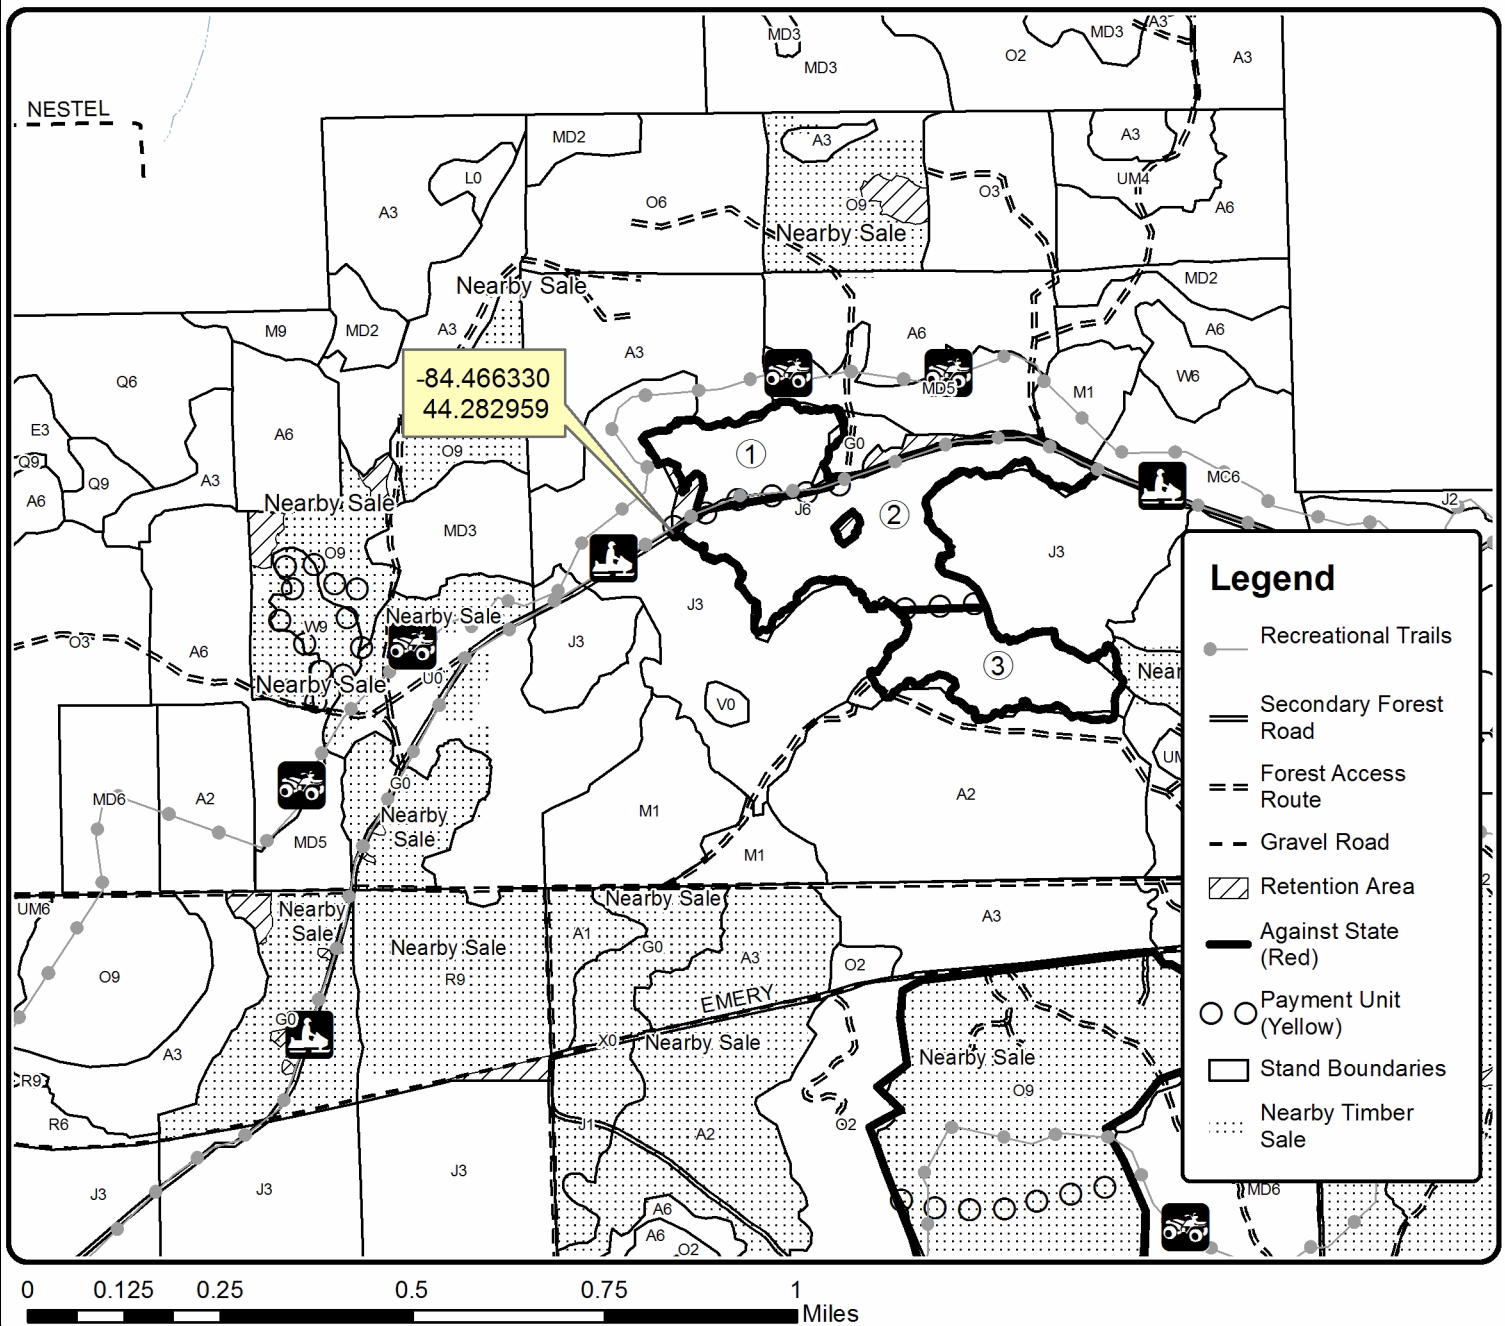 MD3
A3
MD3
O2
A3
MD3
NESTEL
MD2
A3
A3
L0
UM4
O3
A3
O6
O9
A6
Nearby Sale
MD2
Nearby Sale
M9
MD2
A3
A6
A6
A3
Q6
-84.466330
44.282959
W6
MD5
M1
E3
A6
G0
1
O9
Q9
A3
Q9
MC6
A6
Nearby Sale
J2
J6
2
MD3
O9
J3
Legend
J3
Nearby Sale
W9
Recreational Trails
O3
J3
A6
3
Near
U0
Nearby Sale
V0
Secondary Forest
Road
UM
Forest Access
Route
G0
A2
MD6
A2
M1
Nearby
Sale
MD5
Gravel Road
M1
Retention Area
Nearby Sale
UM6
Nearby
Sale
A3
Against State
(Red)
A1
G0
Nearby Sale
A3
O2
O9
R9
EMERY
Payment Unit
(Yellow)
G0
X0
Nearby Sale
A3
Nearby Sale
Stand Boundaries
R9
O9
Nearby Timber
Sale
R6
J1
O2
A2
J3
J3
J3
MD6
A6
A6
O2
0
0.125
0.25
0.5
0.75
1
Miles